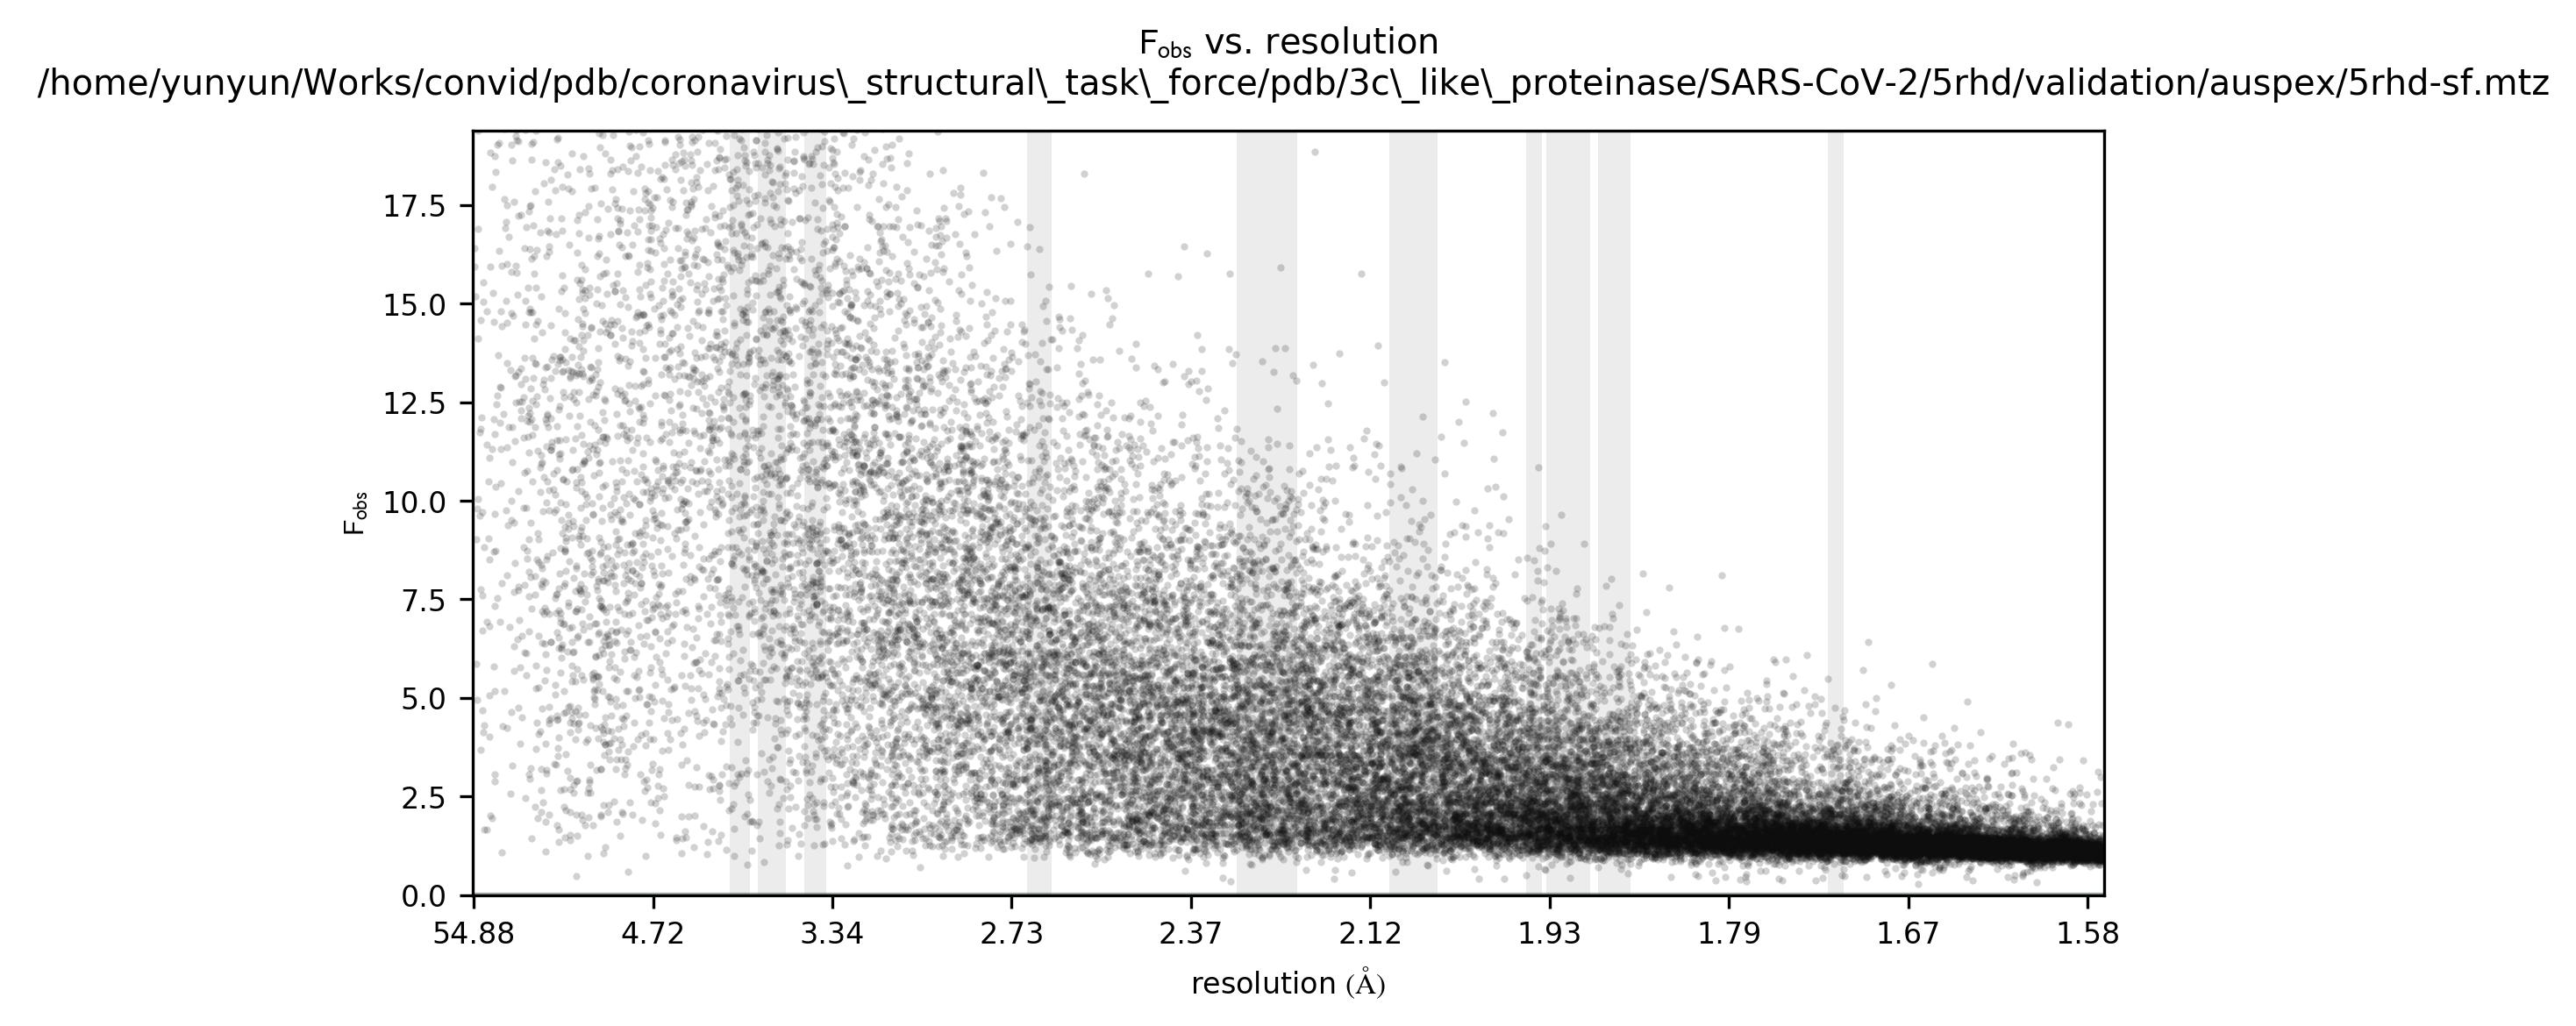 Fobs vs. resolution
/home/yunyun/Works/convid/pdb/coronavirus\_structural\_task\_force/pdb/3c\_like\_proteinase/SARS-CoV-2/5rhd/validation/auspex/5rhd-sf.mtz
17.5
15.0
12.5
10.0
7.5
5.0
2.5
0.0
Fobs
54.88 4.72 3.34 2.73 2.37 2.12 1.93 1.79 1.67 1.58
resolution (Å)